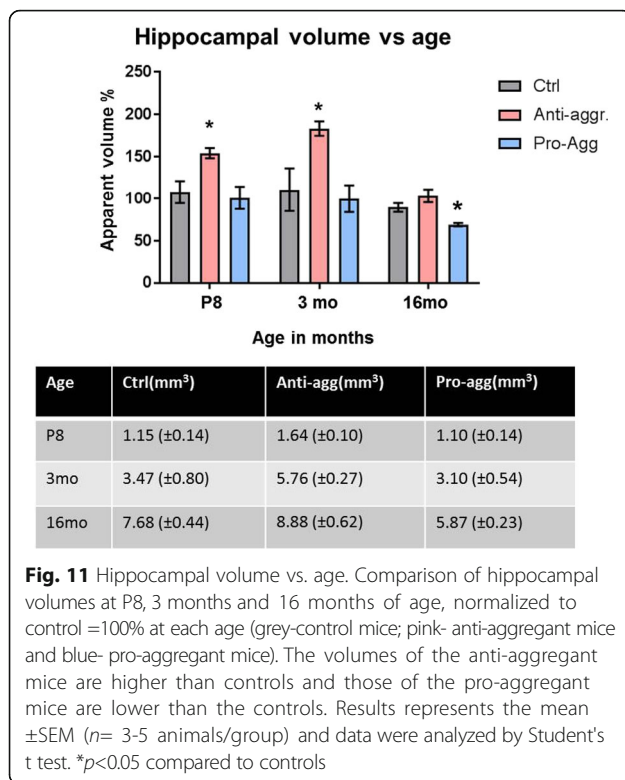 Hippocampal volume vs age
Apparent volume %
250
200
150
100
50
0
*
*
*
P8
3 mo
16mo
Age in months
Ctrl
Anti-aggr.
Pro-Agg
Age Ctrl(mm³) Anti-agg(mm³) Pro-agg(mm³)
P8 1.15 (±0.14) 1.64 (±0.10) 1.10 (±0.14)
3mo 3.47 (±0.80) 5.76 (±0.27) 3.10 (±0.54)
16mo 7.68 (±0.44) 8.88 (±0.62) 5.87 (±0.23)
Fig. 11 Hippocampal volume vs. age. Comparison of hippocampal
volumes at P8, 3 months and 16 months of age, normalized to
control =100% at each age (grey-control mice; pink- anti-aggregant mice
and blue- pro-aggregant mice). The volumes of the anti-aggregant
mice are higher than controls and those of the pro-aggregant
mice are lower than the controls. Results represents the mean
±SEM (n= 3-5 animals/group) and data were analyzed by Student's
t test. *p<0.05 compared to controls